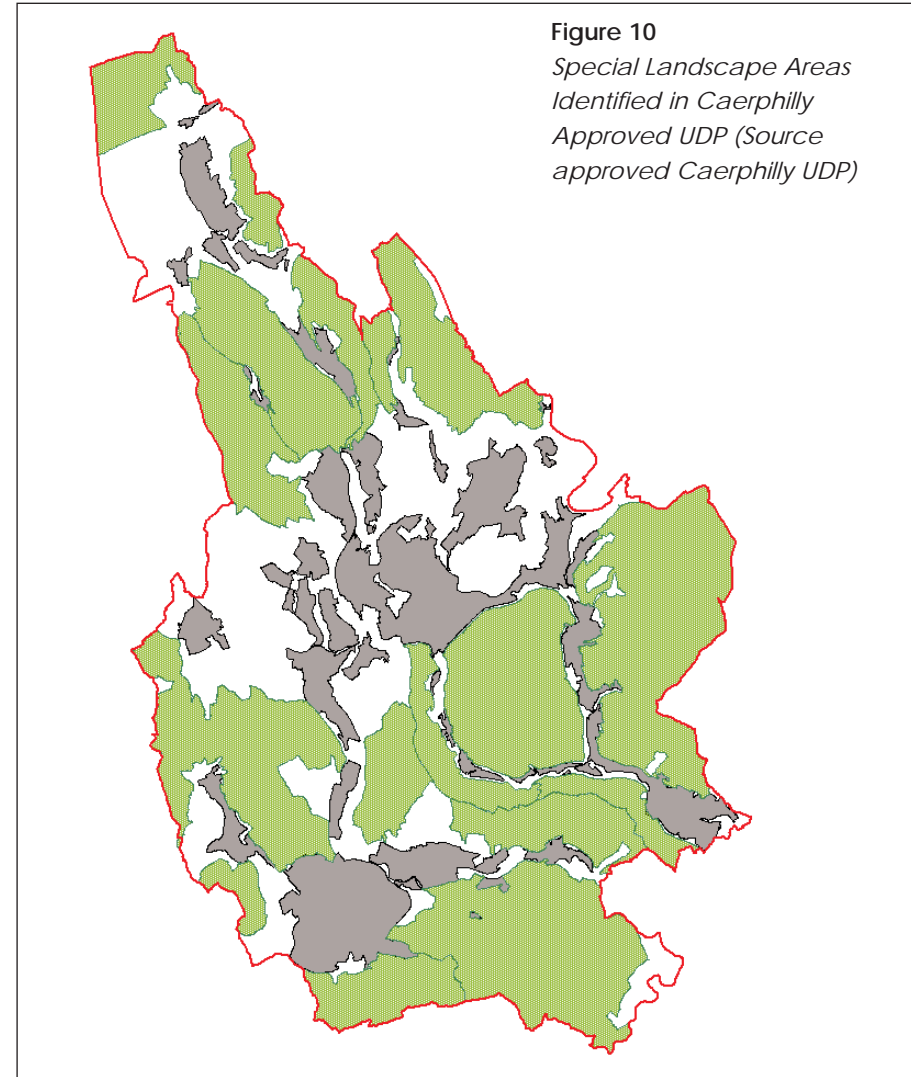 Figure 10
Special Landscape Areas
Identified in Caerphilly
Approved UDP (Source
approved Caerphilly UDP)